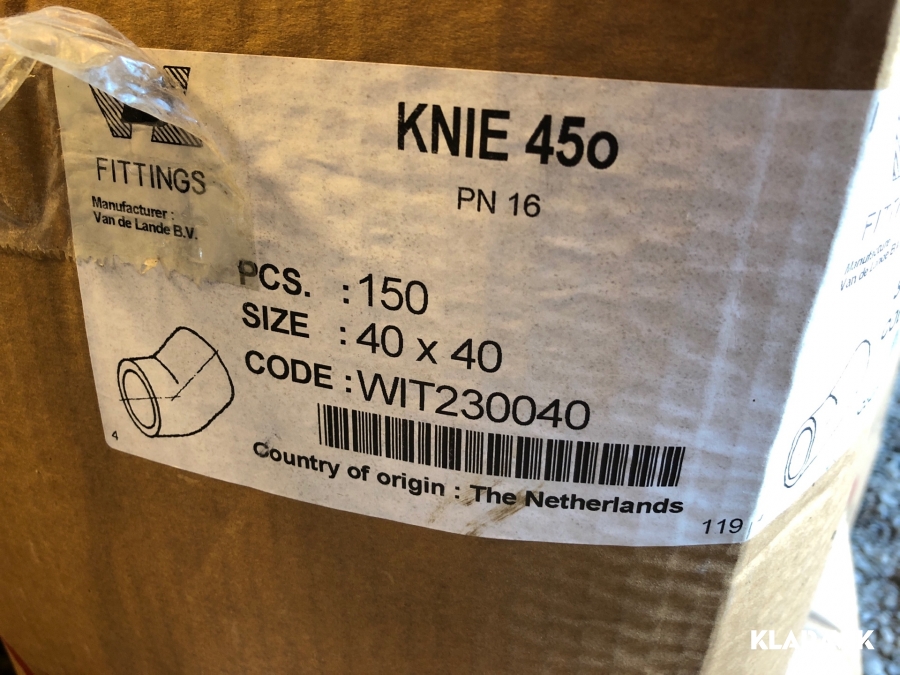 FITTINGS
Manufacturer :
Van de Lande B.V.
KNIE 45o
PN 16
PCS. : 150
SIZE : 40 x 40
CODE : WIT230040
Country of origin : The Netherlands
4
119